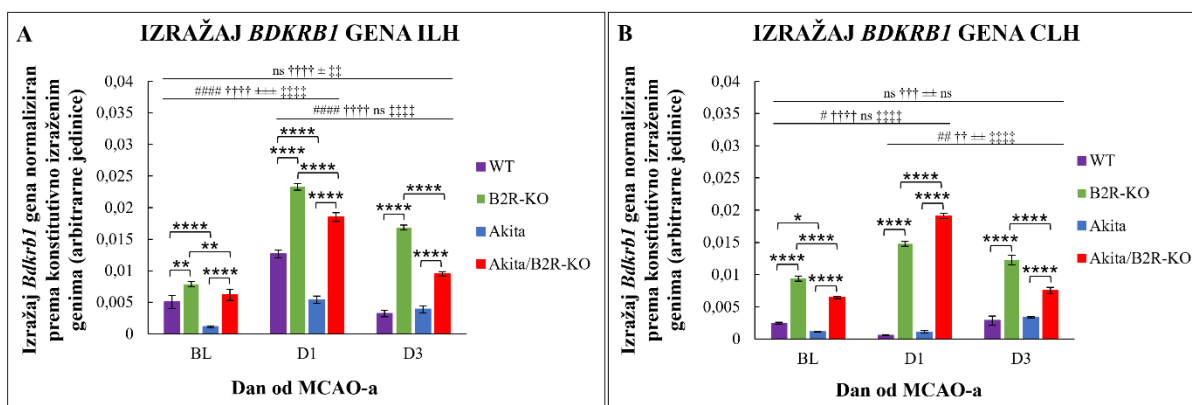 A
IZRAŽAJ BDKRB1 GENA ILH
Izražaj Bdkrb1 gena normaliziran
prema konstitutivno izraženim
genima (arbitrarne jedinice)
0,04
0,035
0,03
0,025
0,02
0,015
0,01
0,005
0
ns †††† ± ‡‡
#### †††† ±±± ‡‡‡‡
#### †††† ns ‡‡‡‡
****
**
**
****
****
****
****
****
****
****
****
BL
D1
D3
Dan od MCAO-a
WT
B2R-KO
Akita
Akita/B2R-KO
B
IZRAŽAJ BDKRB1 GENA CLH
Izražaj Bdkrb1 gena normaliziran
prema konstitutivno izraženim
genima (arbitrarne jedinice)
0,04
0,035
0,03
0,025
0,02
0,015
0,01
0,005
0
ns ††† ±± ns
# †††† ns ‡‡‡‡
## †† ±± ‡‡‡‡
*
****
****
****
****
****
****
****
****
****
BL
D1
D3
Dan od MCAO-a
WT
B2R-KO
Akita
Akita/B2R-KO